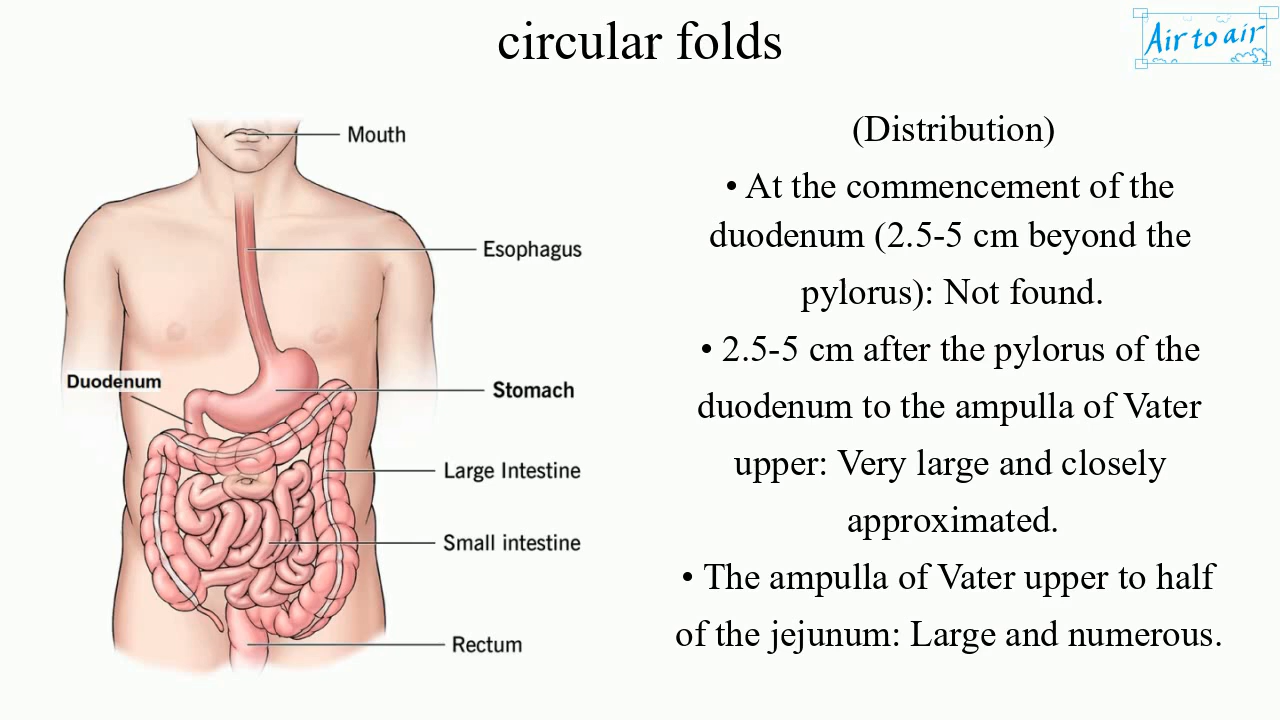 circular folds
Air to air
Mouth
Esophagus
Duodenum
Stomach
Large Intestine
Small intestine
Rectum
(Distribution)
• At the commencement of the
duodenum (2.5-5 cm beyond the
pylorus): Not found.
• 2.5-5 cm after the pylorus of the
duodenum to the ampulla of Vater
upper: Very large and closely
approximated.
• The ampulla of Vater upper to half
of the jejunum: Large and numerous.